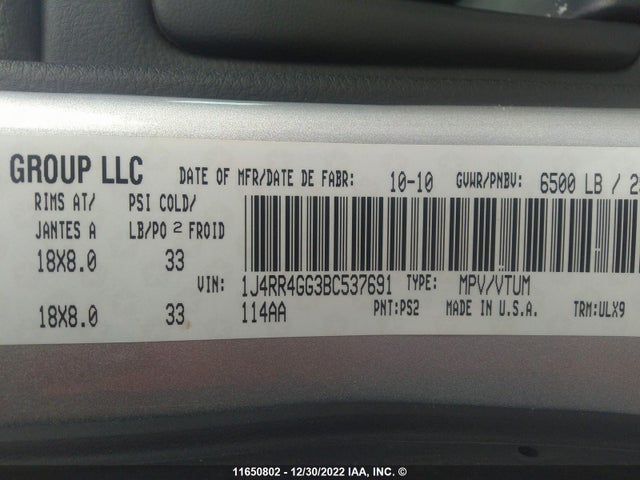 GROUP LLC DATE OF MFR/DATE DE FABR: 10-10 GVWR/PNBV: 6500 LB / 2
RIMS AT/ PSI COLD/
JANTES A LB/PO 2 FROID
18X8.0 33
VIN: 1J4RR4GG3BC537691 TYPE: MPV/VTUM
18X8.0 33 114AA PNT:PS2 MADE IN U.S.A. TRM:ULX9
11650802 - 12/30/2022 IAA, INC. ©